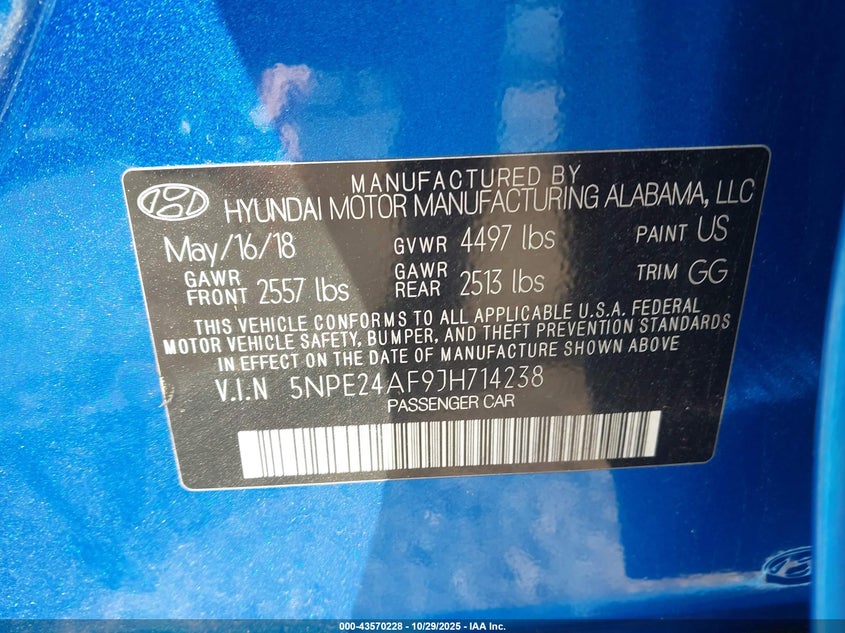 MANUFACTURED BY
HYUNDAI MOTOR MANUFACTURING ALABAMA, LLC
May/16/18 GVWR 4497 lbs PAINT US
GAWR FRONT 2557 lbs GAWR REAR 2513 lbs TRIM GG
THIS VEHICLE CONFORMS TO ALL APPLICABLE U.S.A. FEDERAL
MOTOR VEHICLE SAFETY, BUMPER, AND THEFT PREVENTION STANDARDS
IN EFFECT ON THE DATE OF MANUFACTURE SHOWN ABOVE
V.I.N 5NPE24AF9JH714238
PASSENGER CAR
000-43570228 - 10/29/2025 - IAA Inc.